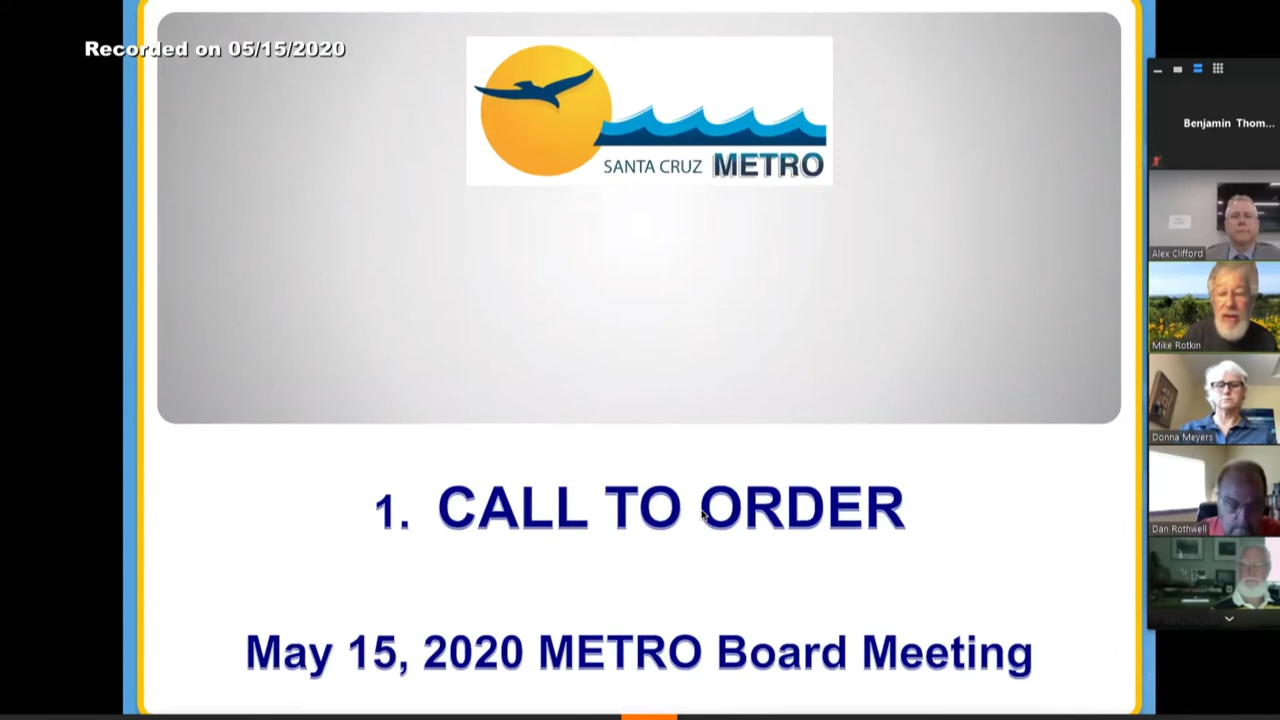 Recorded on 05/15/2020
SANTA CRUZ METRO
1. CALL TO ORDER
May 15, 2020 METRO Board Meeting
Benjamin Thom...
Alex Clifford
Mike Rotkin
Donna Meyers
Dan Rothwell